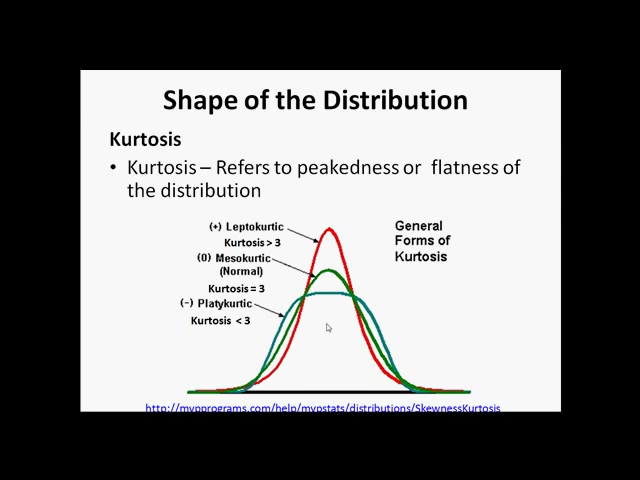 Shape of the Distribution
Kurtosis
• Kurtosis – Refers to peakedness or flatness of
the distribution
(+) Leptokurtic
Kurtosis > 3
(0) Mesokurtic
(Normal)
Kurtosis = 3
(−) Platykurtic
Kurtosis < 3
General
Forms of
Kurtosis
http://mvpprograms.com/help/mvpstats/distributions/SkewnessKurtosis